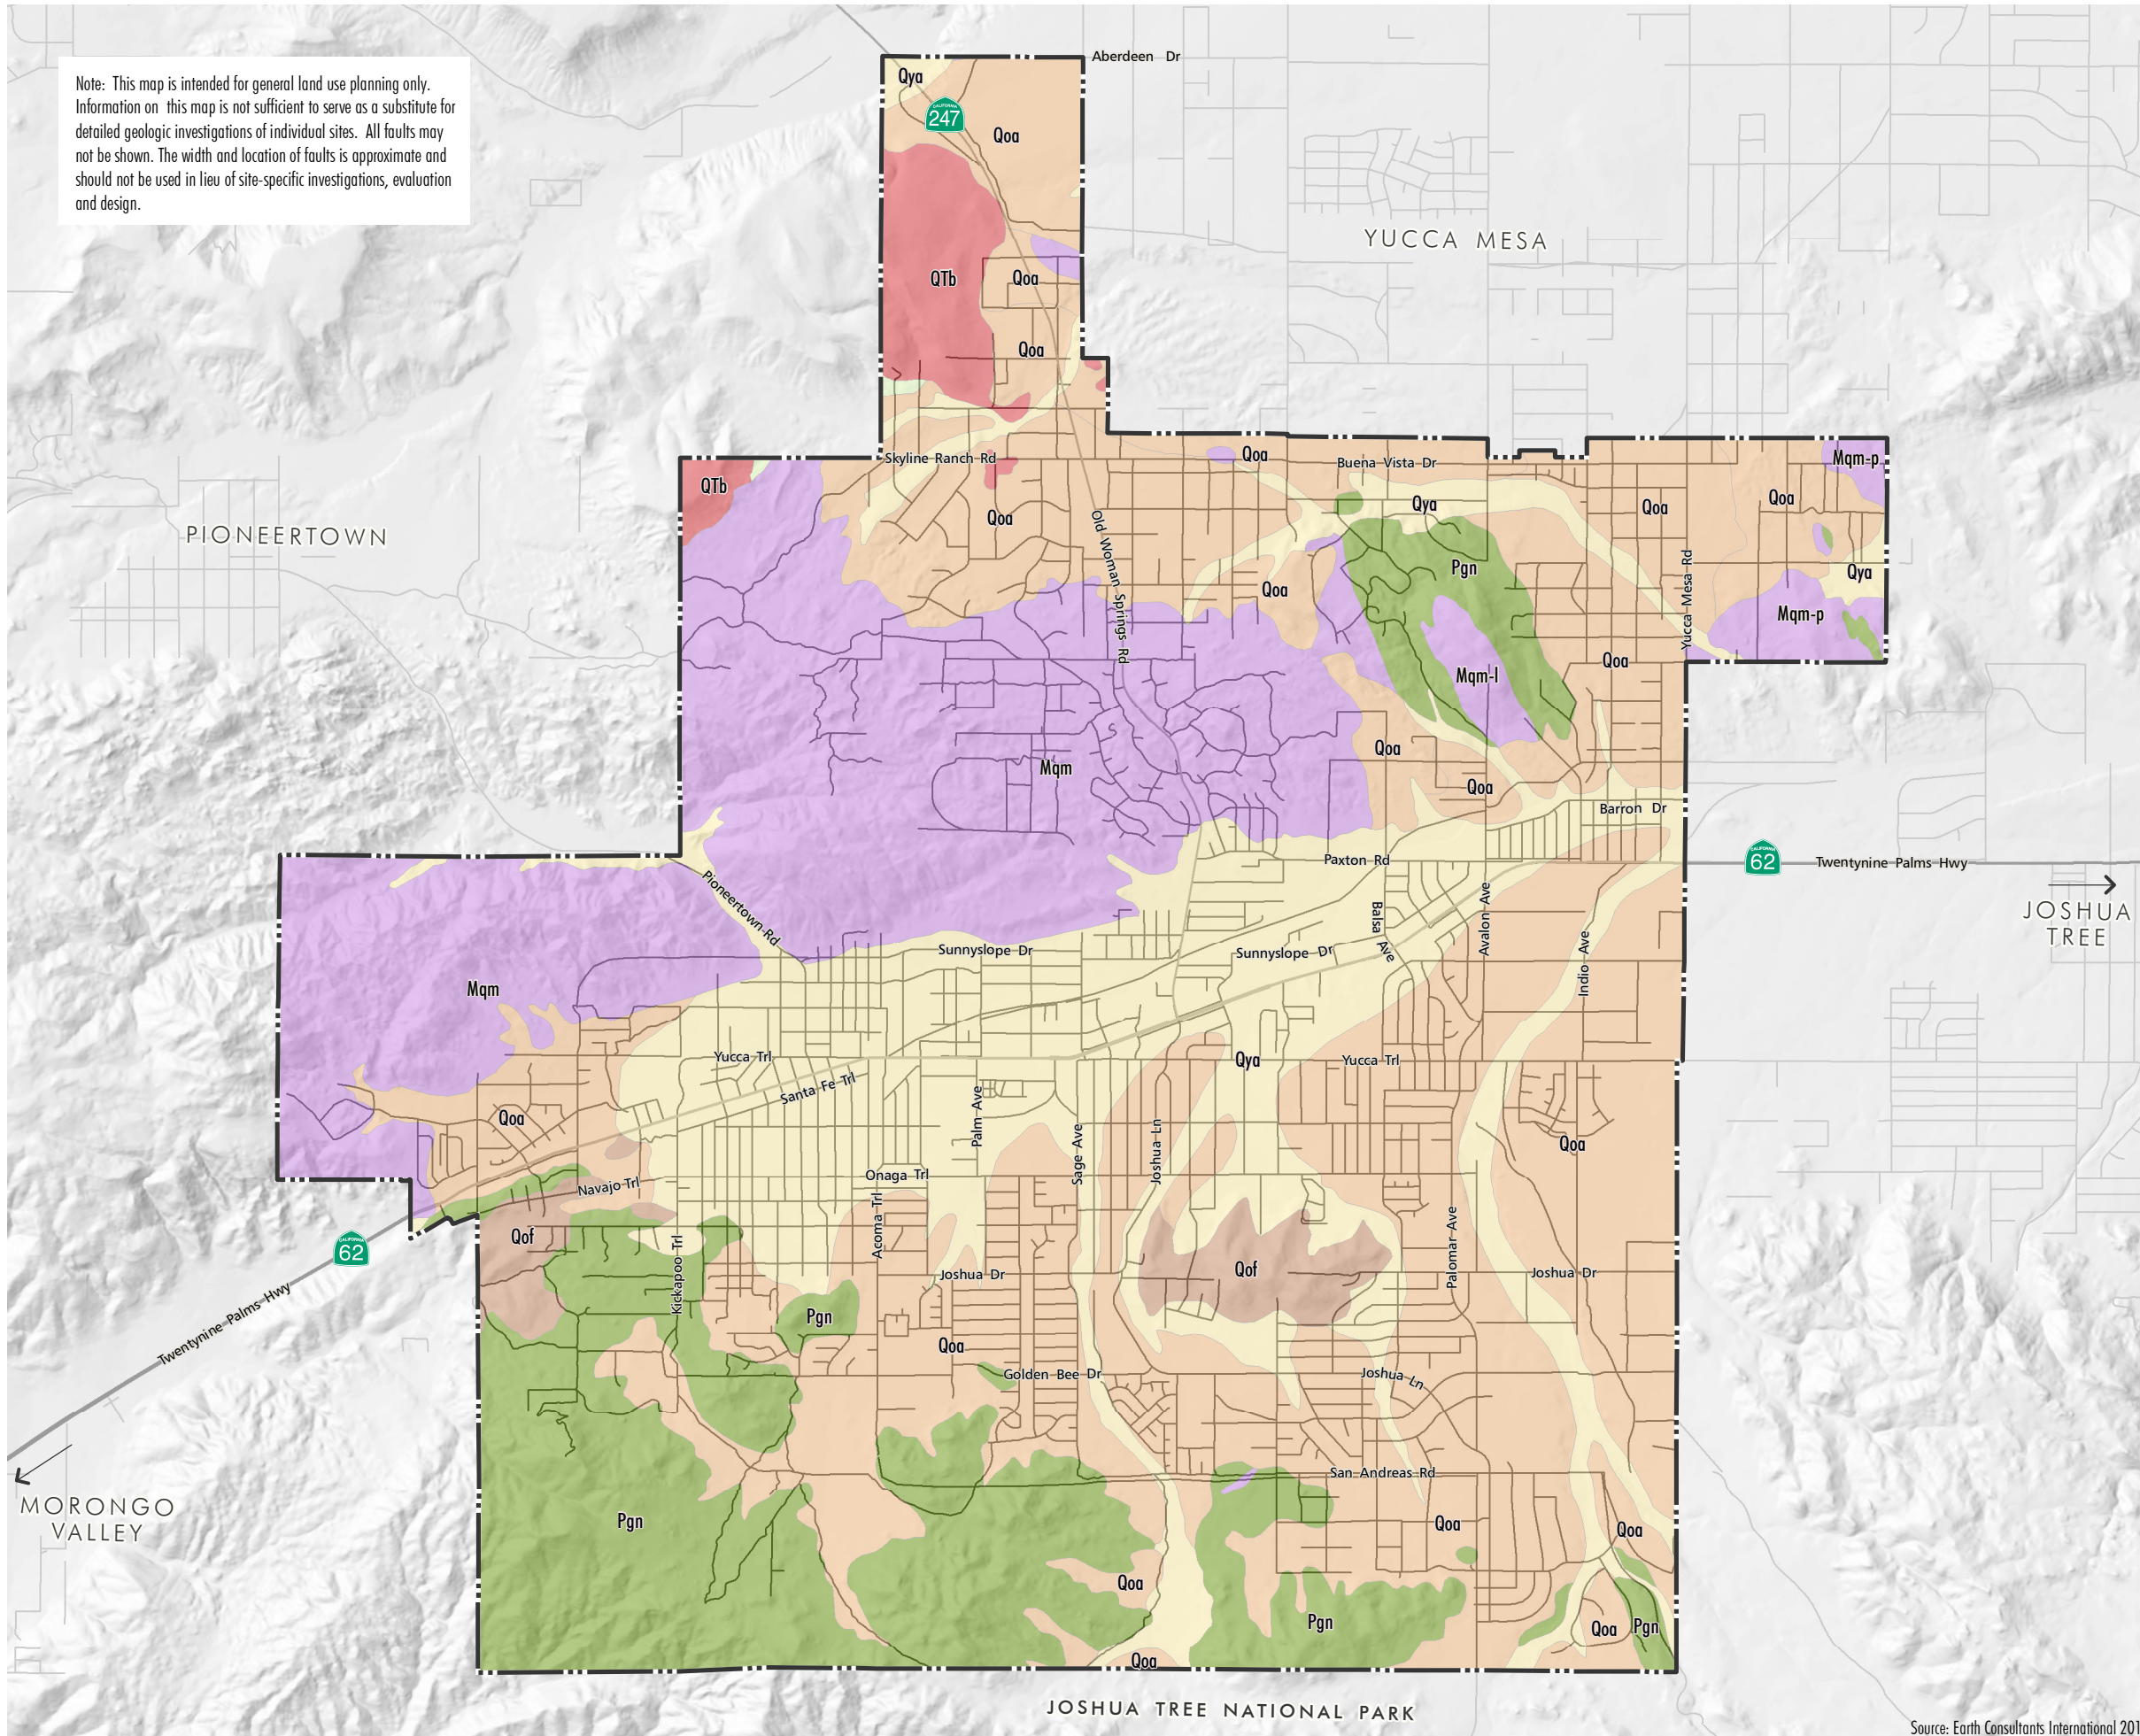 Aberdeen Dr
Note: This map is intended for general land use planning only.
Information on this map is not sufficient to serve as a substitute for
detailed geologic investigations of individual sites. All faults may
not be shown. The width and location of faults is approximate and
should not be used in lieu of site-specific investigations, evaluation
and design.
Qya
CALIFORNIA
247
Qoa
YUCCA MESA
QTb
Qoa
Qoa
Skyline Ranch Rd
Qoa
Buena Vista Dr
Mqm-p
QTb
Qoa
Qya
Qoa
Qoa
PIONEERTOWN
Old Woman Springs Rd
Pgn
Qoa
Yucca Mesa Rd
Qya
Mqm-p
Qoa
Mqm-l
Mqm
Qoa
Qoa
Barron Dr
Paxton Rd
CALIFORNIA
62
Twentynine Palms Hwy
JOSHUA
TREE
Pioneertown Rd
Balsa Ave
Avalon Ave
Indio Ave
Sunnyslope Dr
Sunnyslope Dr
Mqm
Yucca Trl
Santa Fe Trl
Qya
Yucca Trl
Qoa
Palm Ave
Sage Ave
Joshua Ln
Qoa
Onaga Trl
Navajo Trl
Acoma Trl
Qof
Kickapoo Trl
CALIFORNIA
62
Palomar Ave
Qof
Joshua Dr
Joshua Dr
Twentynine Palms Hwy
Pgn
Qoa
Golden Bee Dr
Joshua Ln
San Andreas Rd
MORONGO
VALLEY
Pgn
Qoa
Qoa
Qoa
Pgn
Qoa
Pgn
Qoa
JOSHUA TREE NATIONAL PARK
Source: Earth Consultants International 201